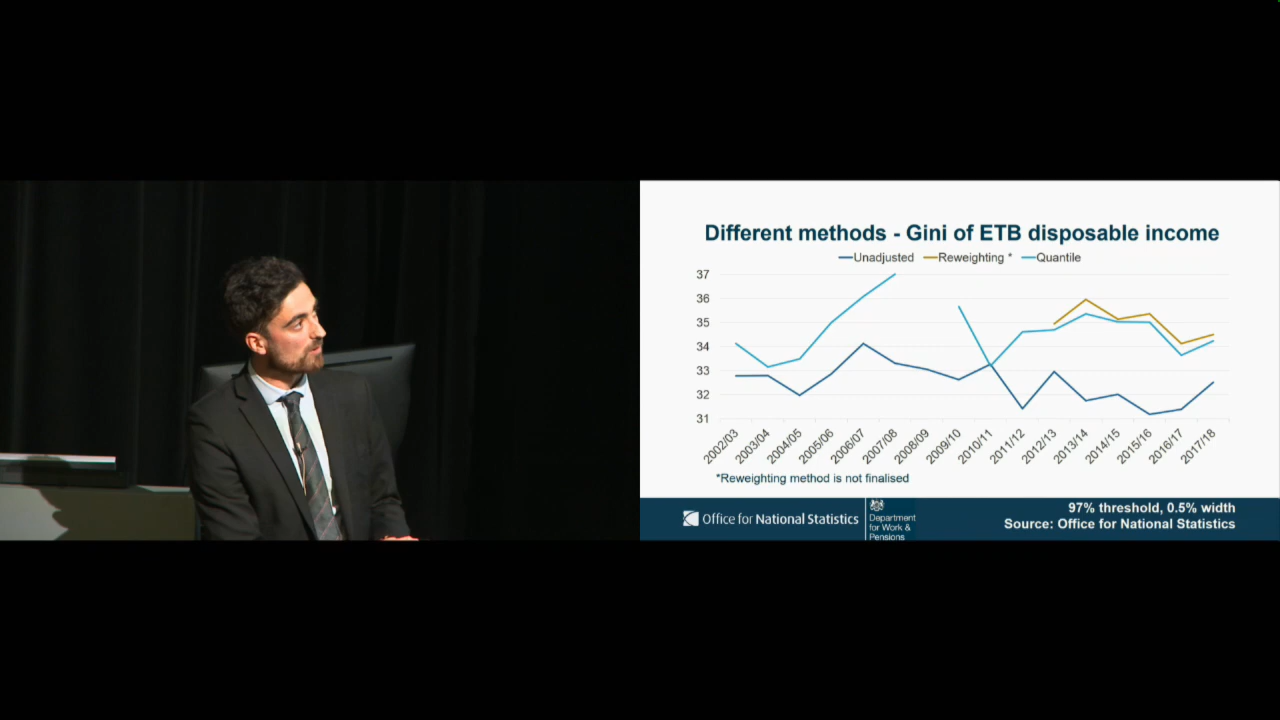 Different methods - Gini of ETB disposable income
Unadjusted Reweighting * Quantile
37
36
35
34
33
32
31
2002/03 2003/04 2004/05 2005/06 2006/07 2007/08 2008/09 2009/10 2010/11 2011/12 2012/13 2013/14 2014/15 2015/16 2016/17 2017/18
*Reweighting method is not finalised
Office for National Statistics
Department
for Work &
Pensions
97% threshold, 0.5% width
Source: Office for National Statistics